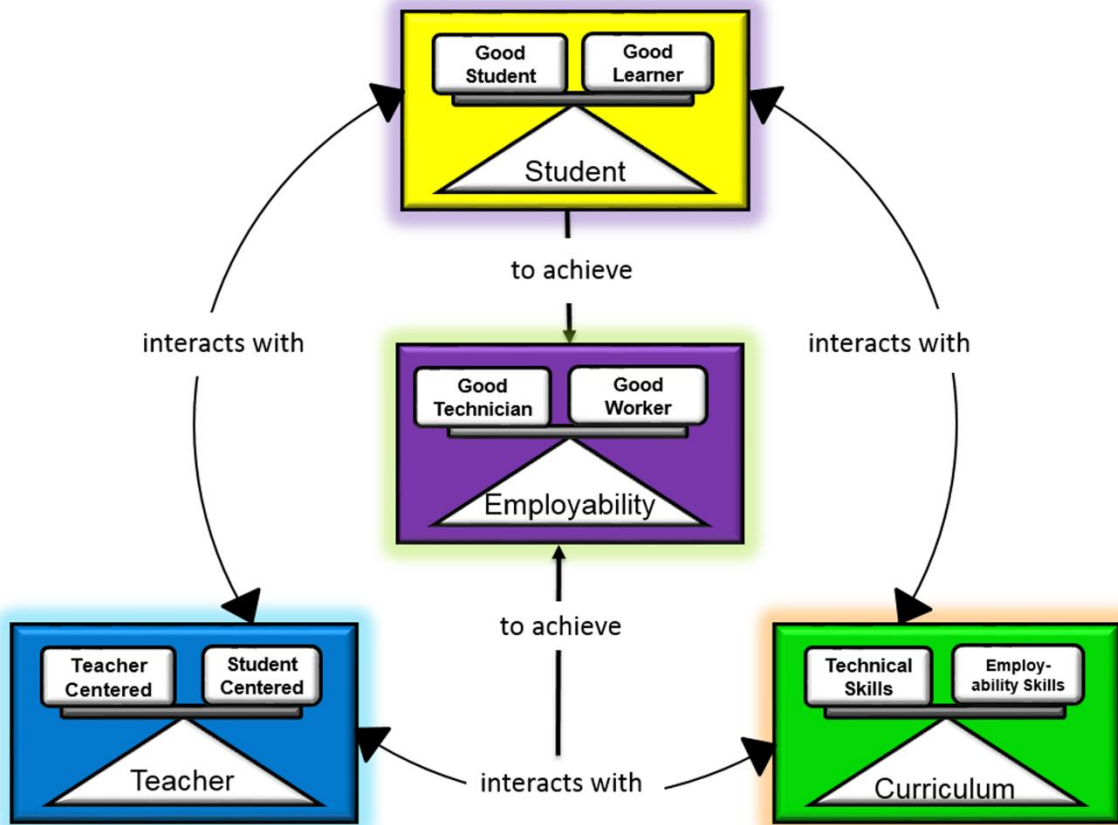 Good
Student
Good
Learner
Student
to achieve
interacts with
interacts with
Good
Technician
Good
Worker
Employability
to achieve
Teacher
Centered
Student
Centered
Teacher
interacts with
Technical
Skills
Employ-
ability Skills
Curriculum